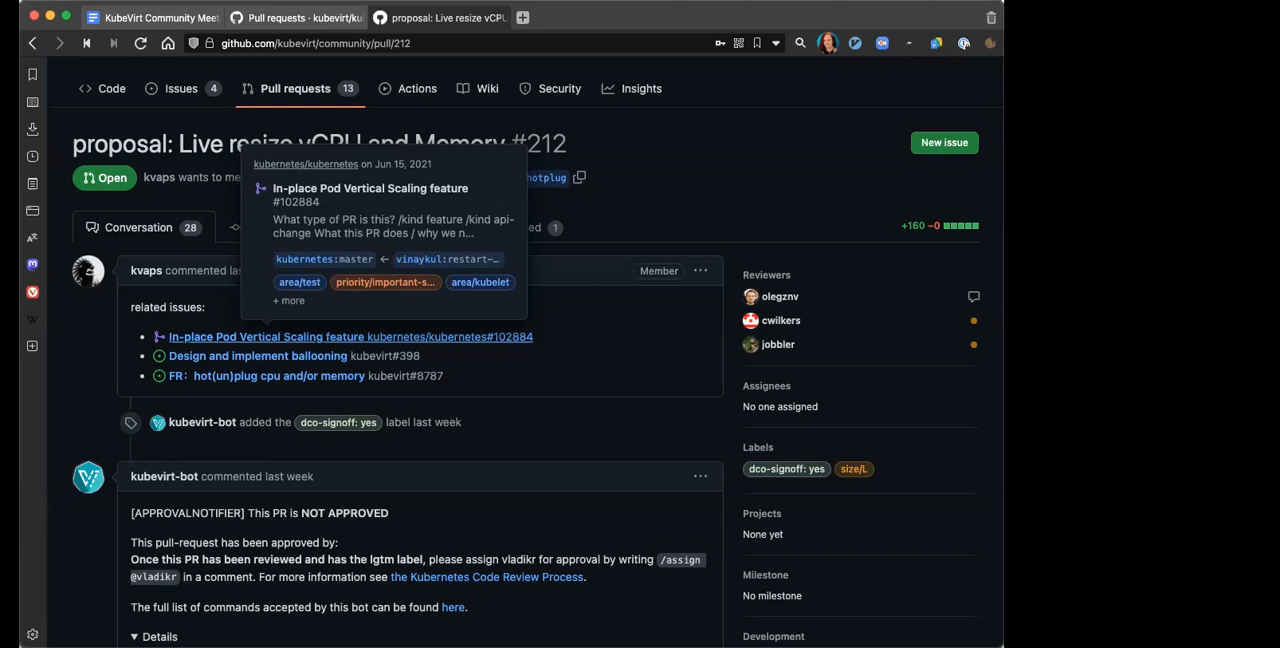 KubeVirt Community Meet
Pull requests · kubevirt/ku
proposal: Live resize vCPU
github.com/kubevirt/community/pull/212
Code
Issues 4
Pull requests 13
Actions
Wiki
Security
Insights
proposal: Live resize vCPU and Memory #212
New issue
Open
kvaps wants to me
hotplug
Conversation 28
ed 1
+160 −0
kubernetes/kubernetes on Jun 15, 2021
In-place Pod Vertical Scaling feature
#102884
What type of PR is this? /kind feature /kind api-
change What this PR does / why we n...
kubernetes:master ← vinaykul:restart-…
area/test priority/important-s... area/kubelet
+ more
kvaps commented las
Member
related issues:
In-place Pod Vertical Scaling feature kubernetes/kubernetes#102884
Design and implement ballooning kubevirt#398
FR： hot(un)plug cpu and/or memory kubevirt#8787
kubevirt-bot added the dco-signoff: yes label last week
kubevirt-bot commented last week
[APPROVALNOTIFIER] This PR is NOT APPROVED
This pull-request has been approved by:
Once this PR has been reviewed and has the lgtm label, please assign vladikr for approval by writing /assign
@vladikr in a comment. For more information see the Kubernetes Code Review Process.
The full list of commands accepted by this bot can be found here.
▼ Details
Reviewers
olegznv
cwilkers
jobbler
Assignees
No one assigned
Labels
dco-signoff: yes size/L
Projects
None yet
Milestone
No milestone
Development